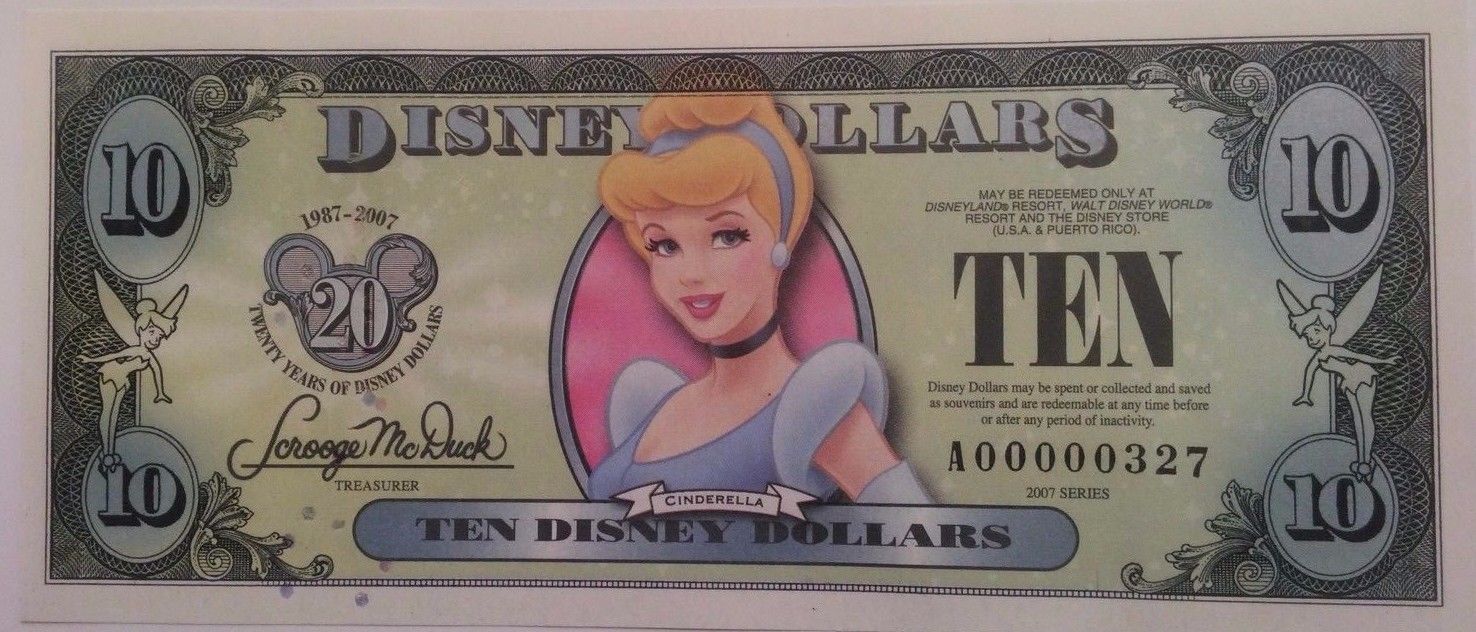 DISNEY DOLLARS
10
10
1987-2007
20
TWENTY YEARS OF DISNEY DOLLARS
Scrooge McDuck
TREASURER
MAY BE REDEEMED ONLY AT
DISNEYLAND® RESORT, WALT DISNEY WORLD®
RESORT AND THE DISNEY STORE
(U.S.A. & PUERTO RICO).
TEN
Disney Dollars may be spent or collected and saved
as souvenirs and are redeemable at any time before
or after any period of inactivity.
A00000327
2007 SERIES
CINDERELLA
10
TEN DISNEY DOLLARS
10